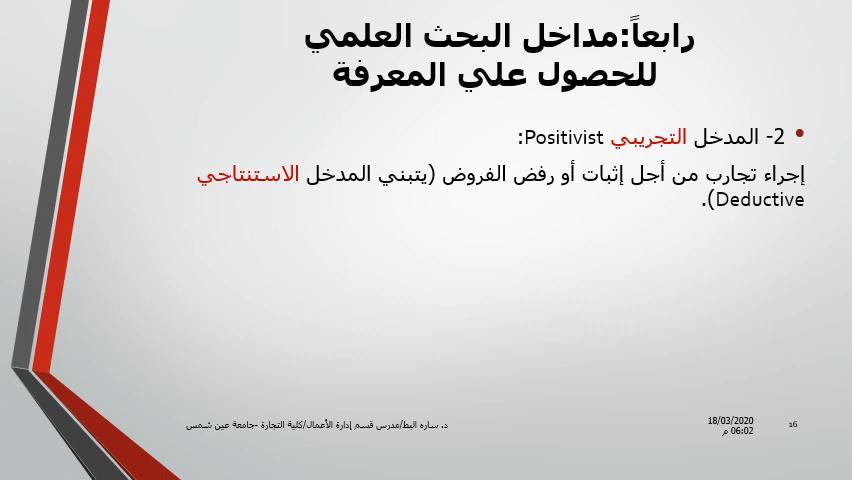 رابعاً:مداخل البحث العلمي
للحصول علي المعرفة
2- المدخل التجريبي Positivist:
إجراء تجارب من أجل إثبات أو رفض الفروض (يتبني المدخل الاستنتاجي
Deductive).
د. ساره البط/مدرس قسم إدارة الأعمال/كلية التجارة -جامعة عين شمس
18/03/2020
06:02 م
16